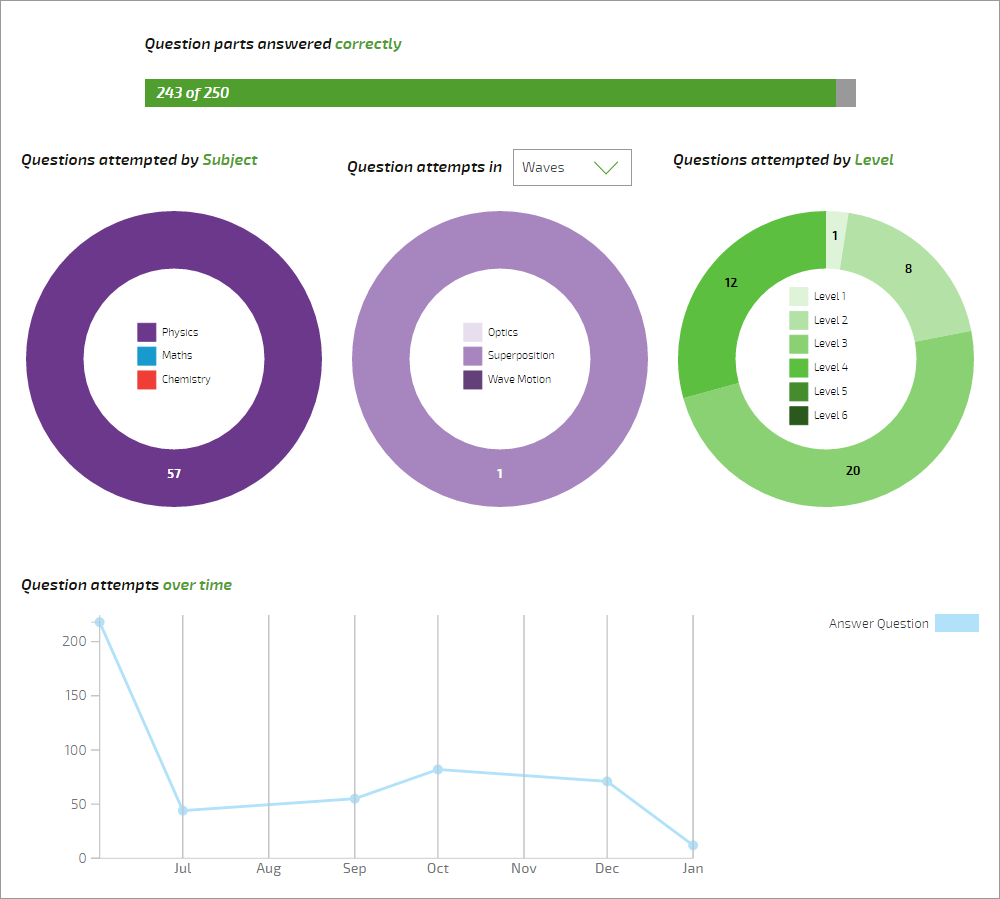 Question parts answered correctly
243 of 250
Questions attempted by Subject
Question attempts in Waves
Questions attempted by Level
Physics
Maths
Chemistry
57
Optics
Superposition
Wave Motion
1
1
8
12
20
Level 1
Level 2
Level 3
Level 4
Level 5
Level 6
Question attempts over time
Answer Question
200
150
100
50
0
Jul Aug Sep Oct Nov Dec Jan